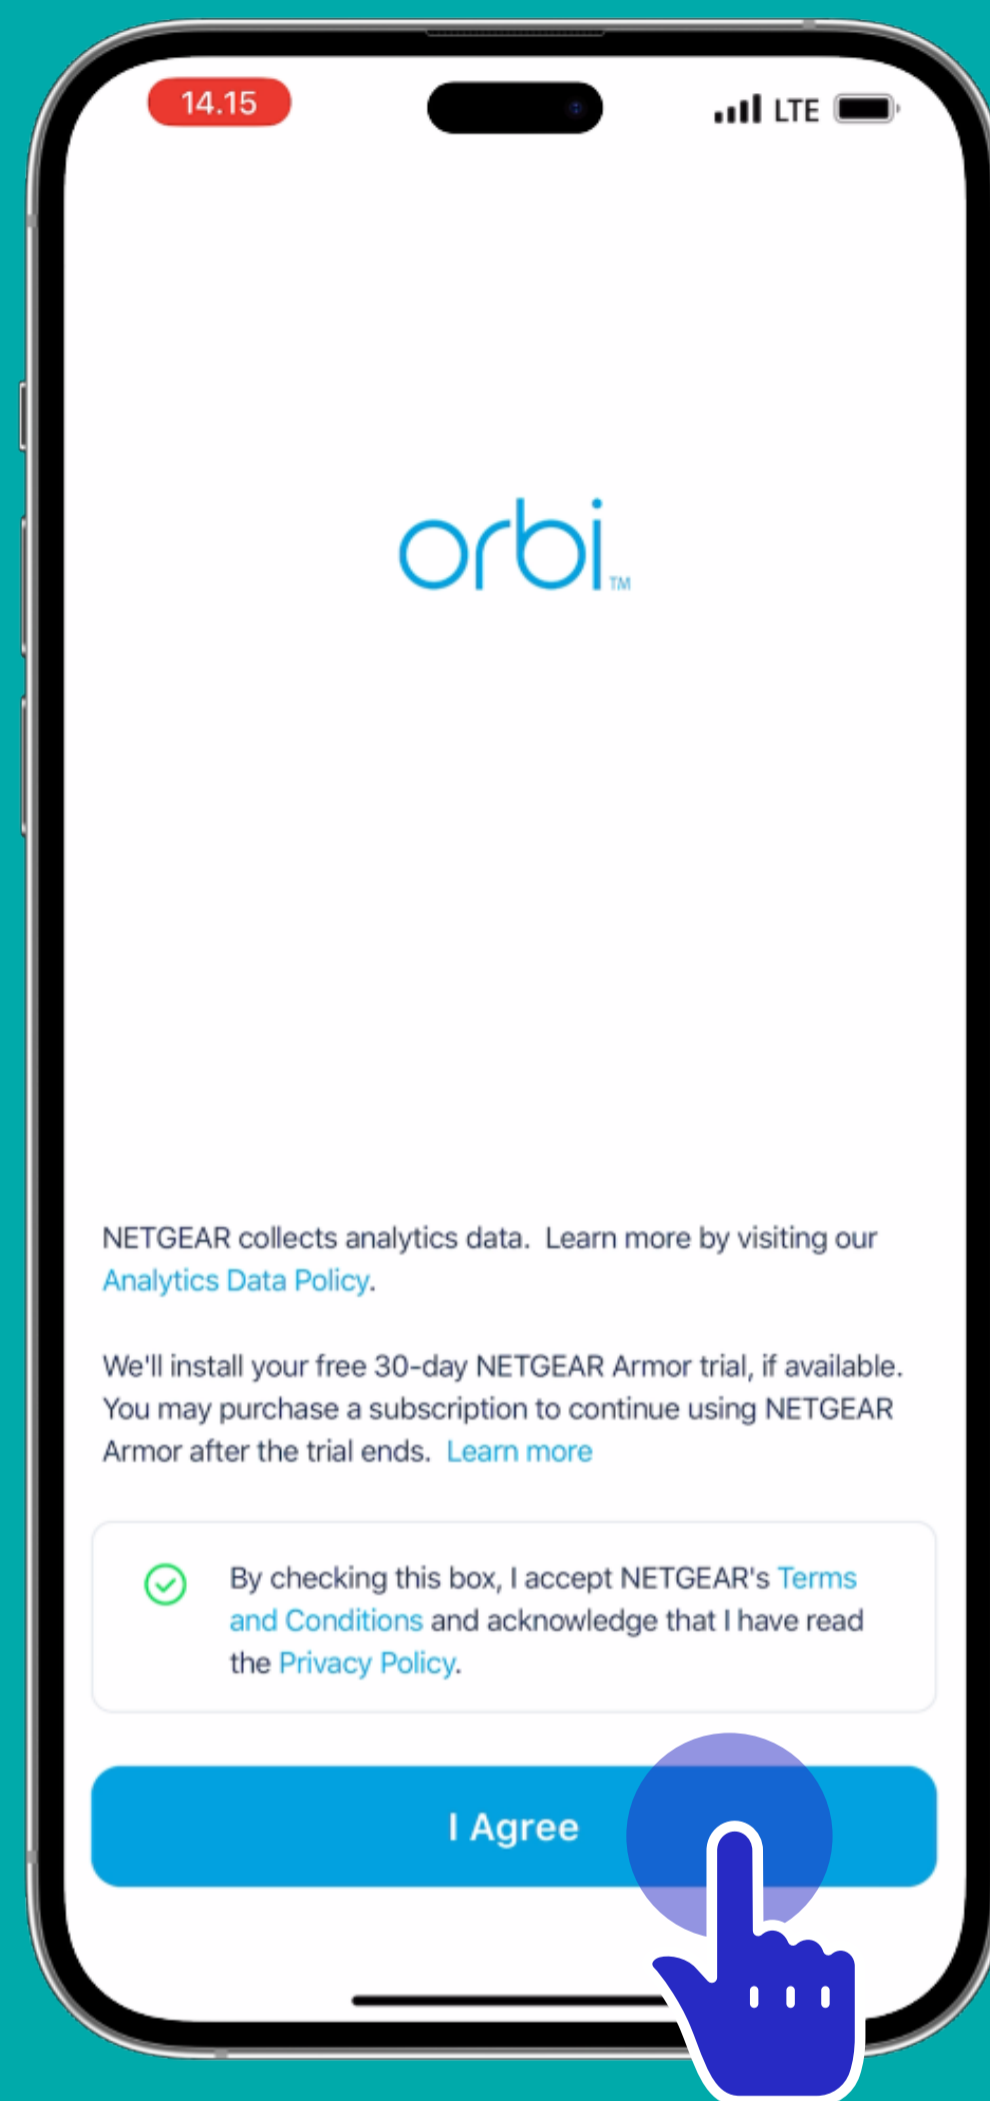 14.15
LTE
orbi™
NETGEAR collects analytics data. Learn more by visiting our
Analytics Data Policy.
We'll install your free 30-day NETGEAR Armor trial, if available.
You may purchase a subscription to continue using NETGEAR
Armor after the trial ends. Learn more
By checking this box, I accept NETGEAR's Terms
and Conditions and acknowledge that I have read
the Privacy Policy.
I Agree